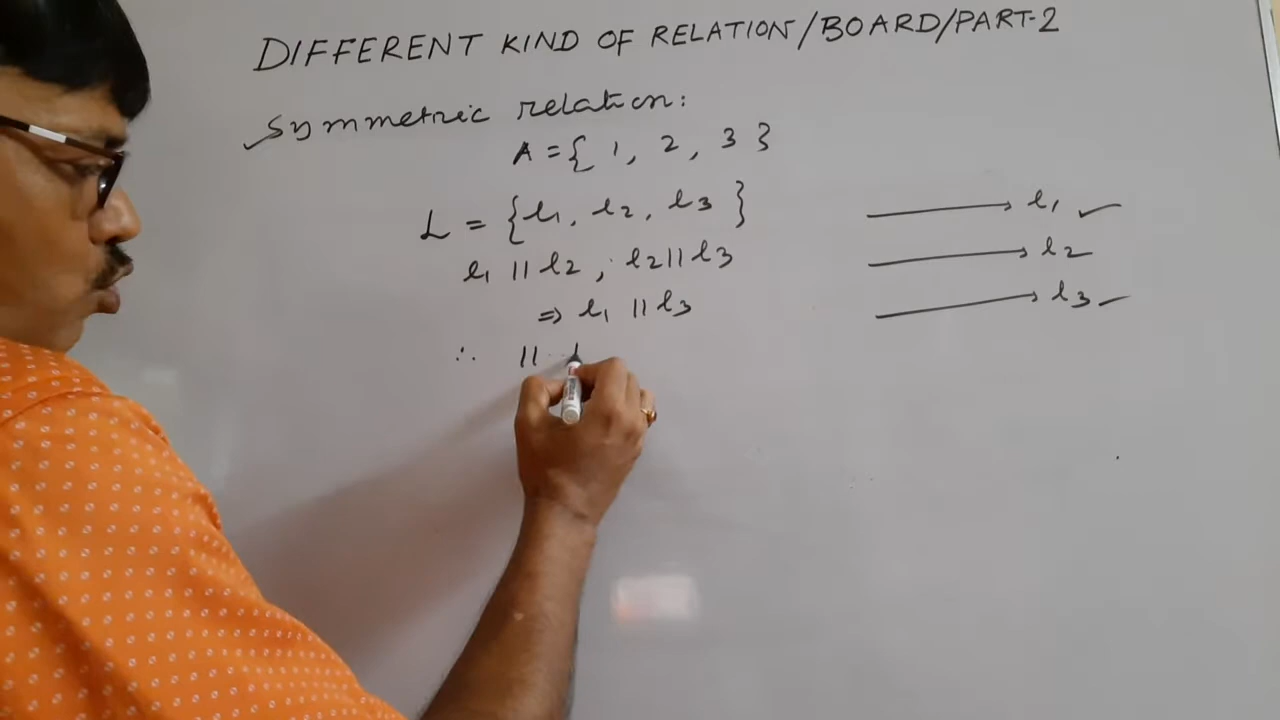 DIFFERENT KIND OF RELATION/BOARD/PART-2
✓ Symmetric relation:
A = { 1, 2, 3 }
L = { l1, l2, l3 }
l1 || l2 , l2 || l3
⇒ l1 || l3
∴ ||
l1 ✓
l2
l3